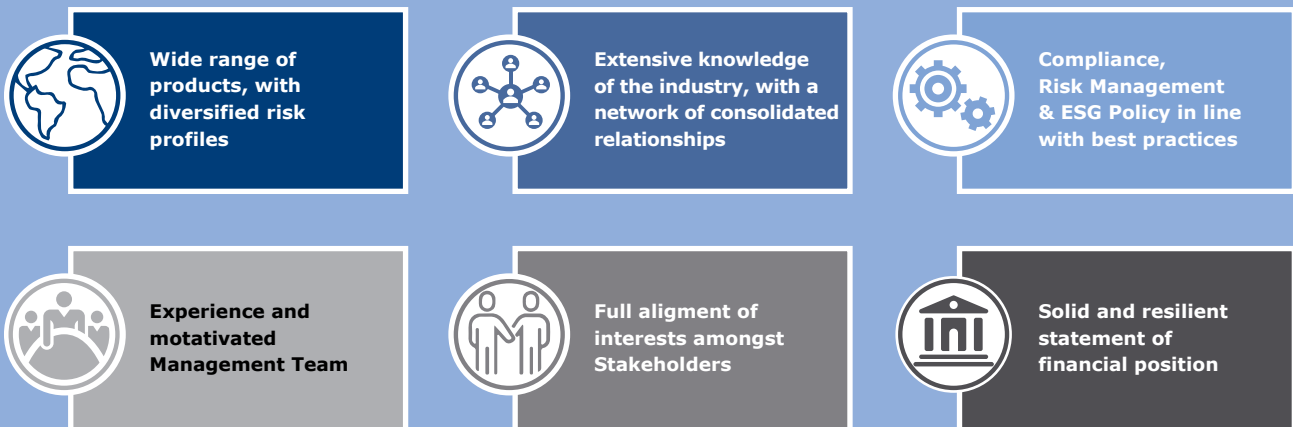 Wide range of
products, with
diversified risk
profiles
Extensive knowledge
of the industry, with a
network of consolidated
relationships
Compliance,
Risk Management
& ESG Policy in line
with best practices
Experience and
motativated
Management Team
Full aligment of
interests amongst
Stakeholders
Solid and resilient
statement of
financial position